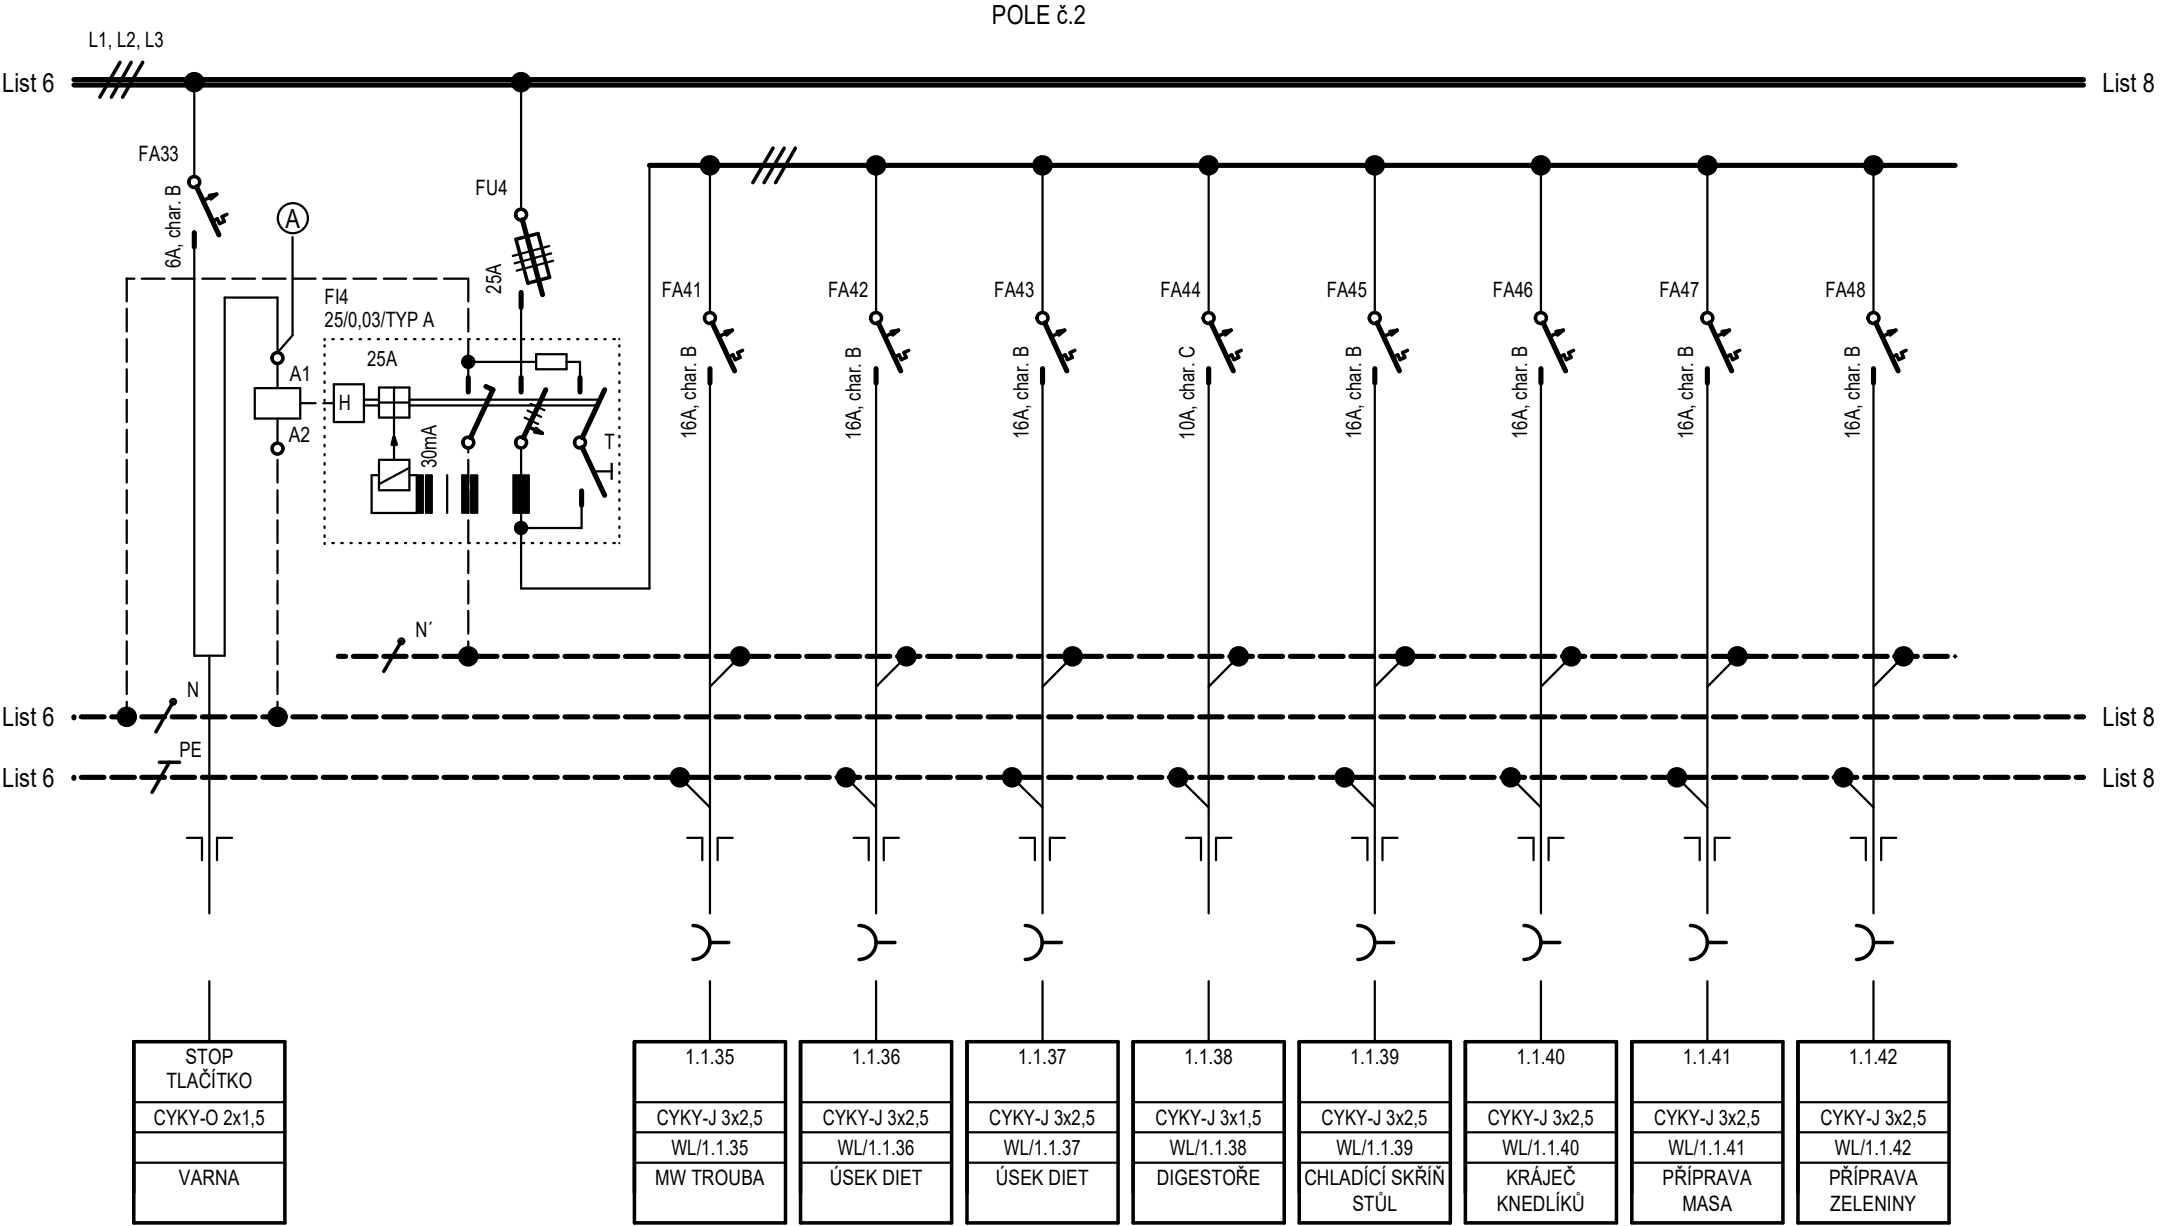 POLE č.2
L1, L2, L3
List 6
List 8
FA33
6A, char. B
A
FU4
25A
FI4
25/0,03/TYP A
25A
A1
H
A2
30mA
T
FA41
16A, char. B
FA42
16A, char. B
FA43
16A, char. B
FA44
10A, char. C
FA45
16A, char. B
FA46
16A, char. B
FA47
16A, char. B
FA48
16A, char. B
N´
N
List 6
List 8
PE
List 6
List 8
STOP
TLAČÍTKO
CYKY-O 2x1,5
VARNA
1.1.35
CYKY-J 3x2,5
WL/1.1.35
MW TROUBA
1.1.36
CYKY-J 3x2,5
WL/1.1.36
ÚSEK DIET
1.1.37
CYKY-J 3x2,5
WL/1.1.37
ÚSEK DIET
1.1.38
CYKY-J 3x1,5
WL/1.1.38
DIGESTOŘE
1.1.39
CYKY-J 3x2,5
WL/1.1.39
CHLADÍCÍ SKŘÍŇ
STŮL
1.1.40
CYKY-J 3x2,5
WL/1.1.40
KRÁJEČ
KNEDLÍKŮ
1.1.41
CYKY-J 3x2,5
WL/1.1.41
PŘÍPRAVA
MASA
1.1.42
CYKY-J 3x2,5
WL/1.1.42
PŘÍPRAVA
ZELENINY